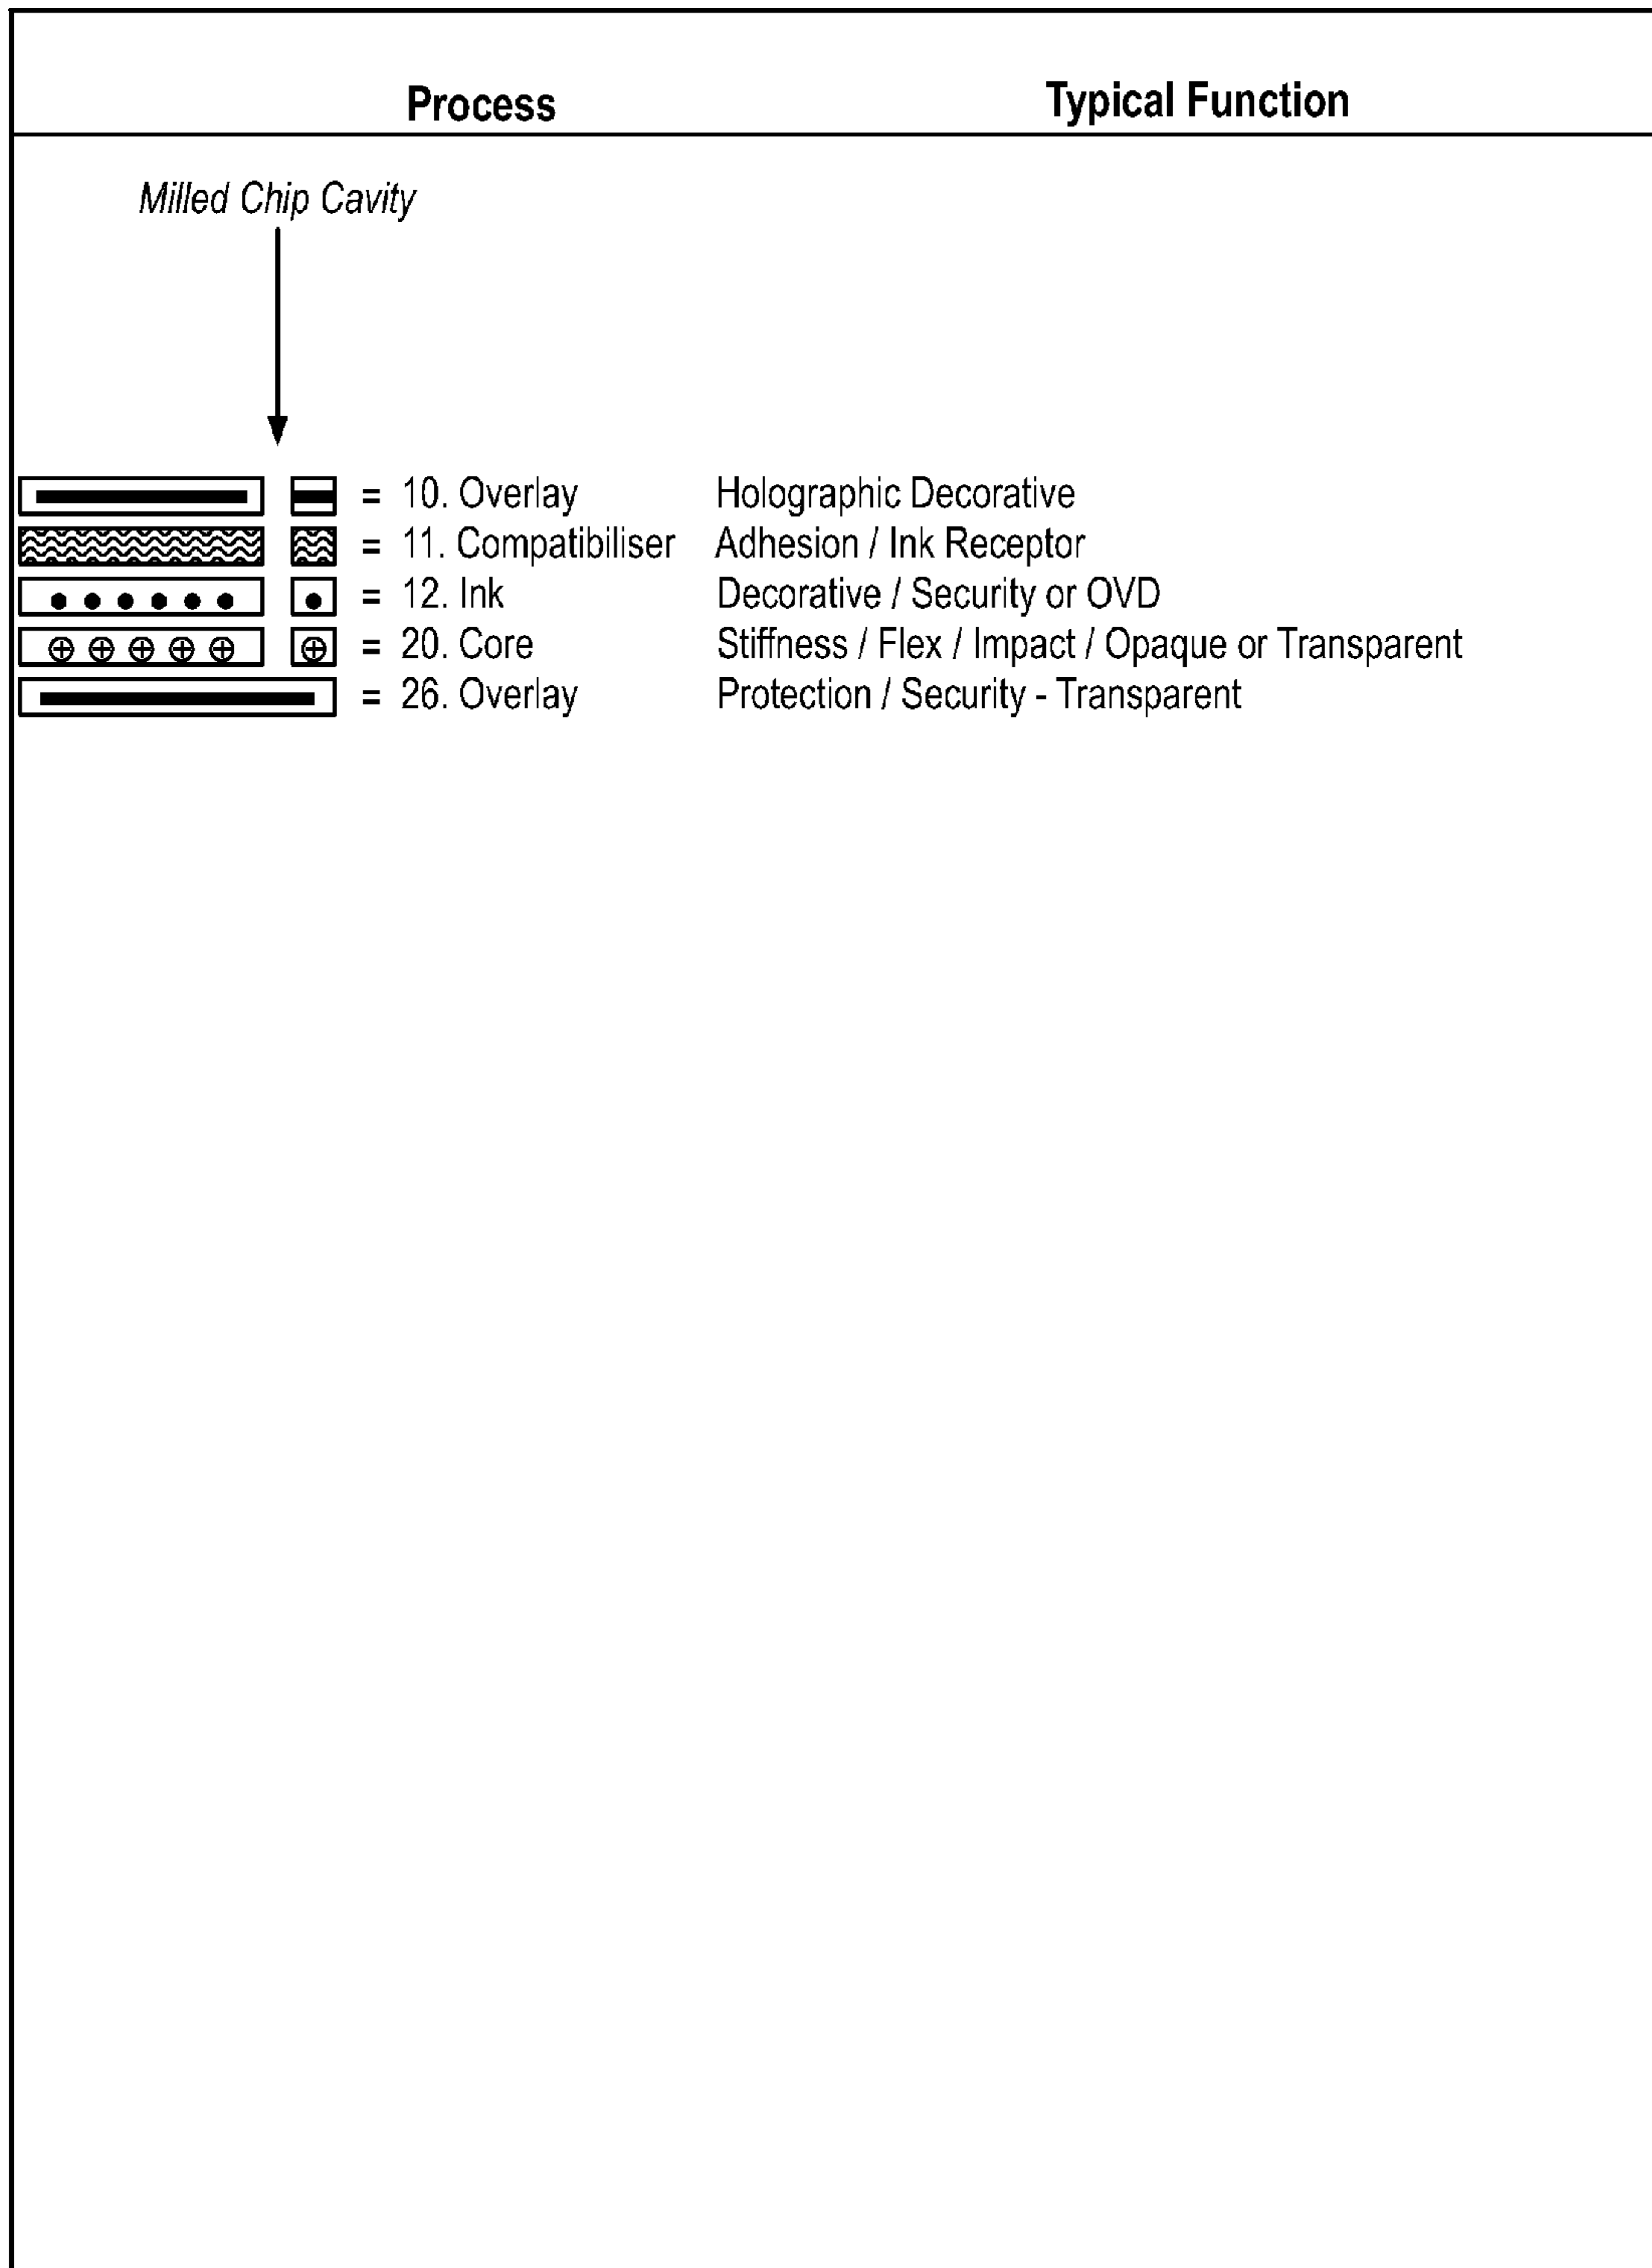 Process Typical Function
Milled Chip Cavity
= 10. Overlay Holographic Decorative
= 11. Compatibiliser Adhesion / Ink Receptor
= 12. Ink Decorative / Security or OVD
= 20. Core Stiffness / Flex / Impact / Opaque or Transparent
= 26. Overlay Protection / Security - Transparent